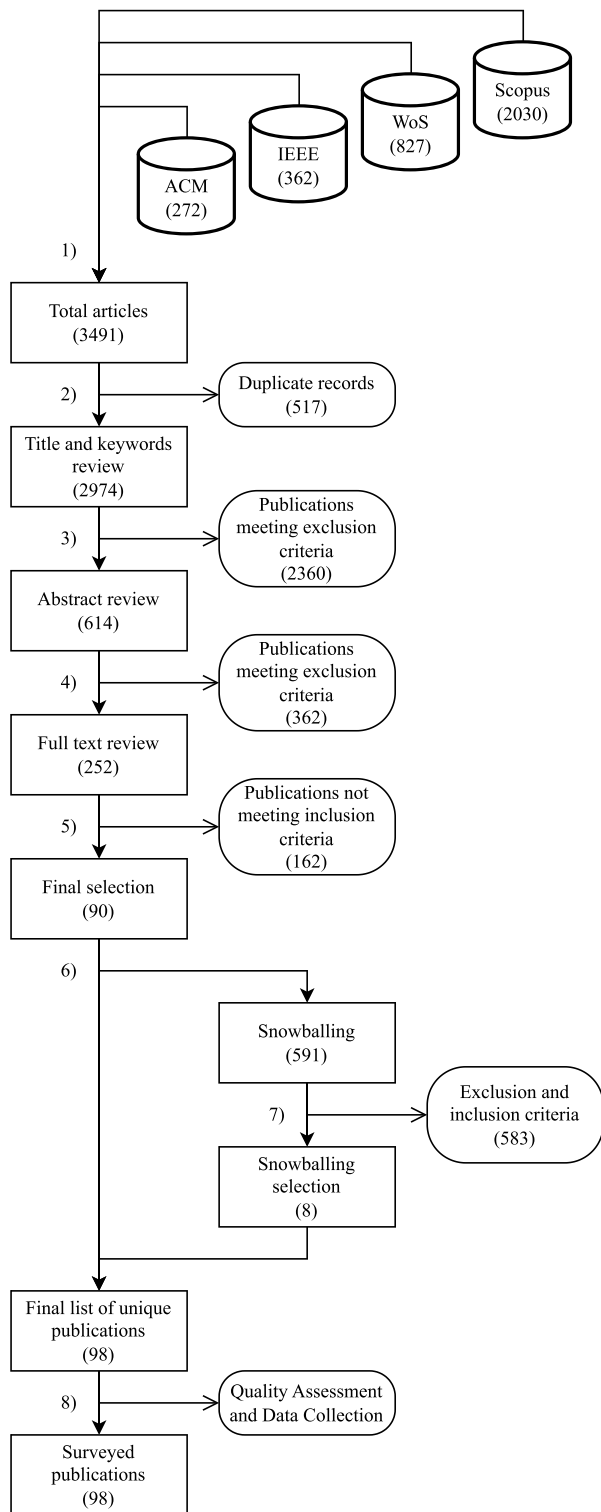 Scopus
(2030)
WoS
(827)
IEEE
(362)
ACM
(272)
1)
Total articles
(3491)
2)
Duplicate records
(517)
Title and keywords
review
(2974)
3)
Publications
meeting exclusion
criteria
(2360)
Abstract review
(614)
4)
Publications
meeting exclusion
criteria
(362)
Full text review
(252)
5)
Publications not
meeting inclusion
criteria
(162)
Final selection
(90)
6)
Snowballing
(591)
7)
Exclusion and
inclusion criteria
(583)
Snowballing
selection
(8)
Final list of unique
publications
(98)
8)
Quality Assessment
and Data Collection
Surveyed
publications
(98)